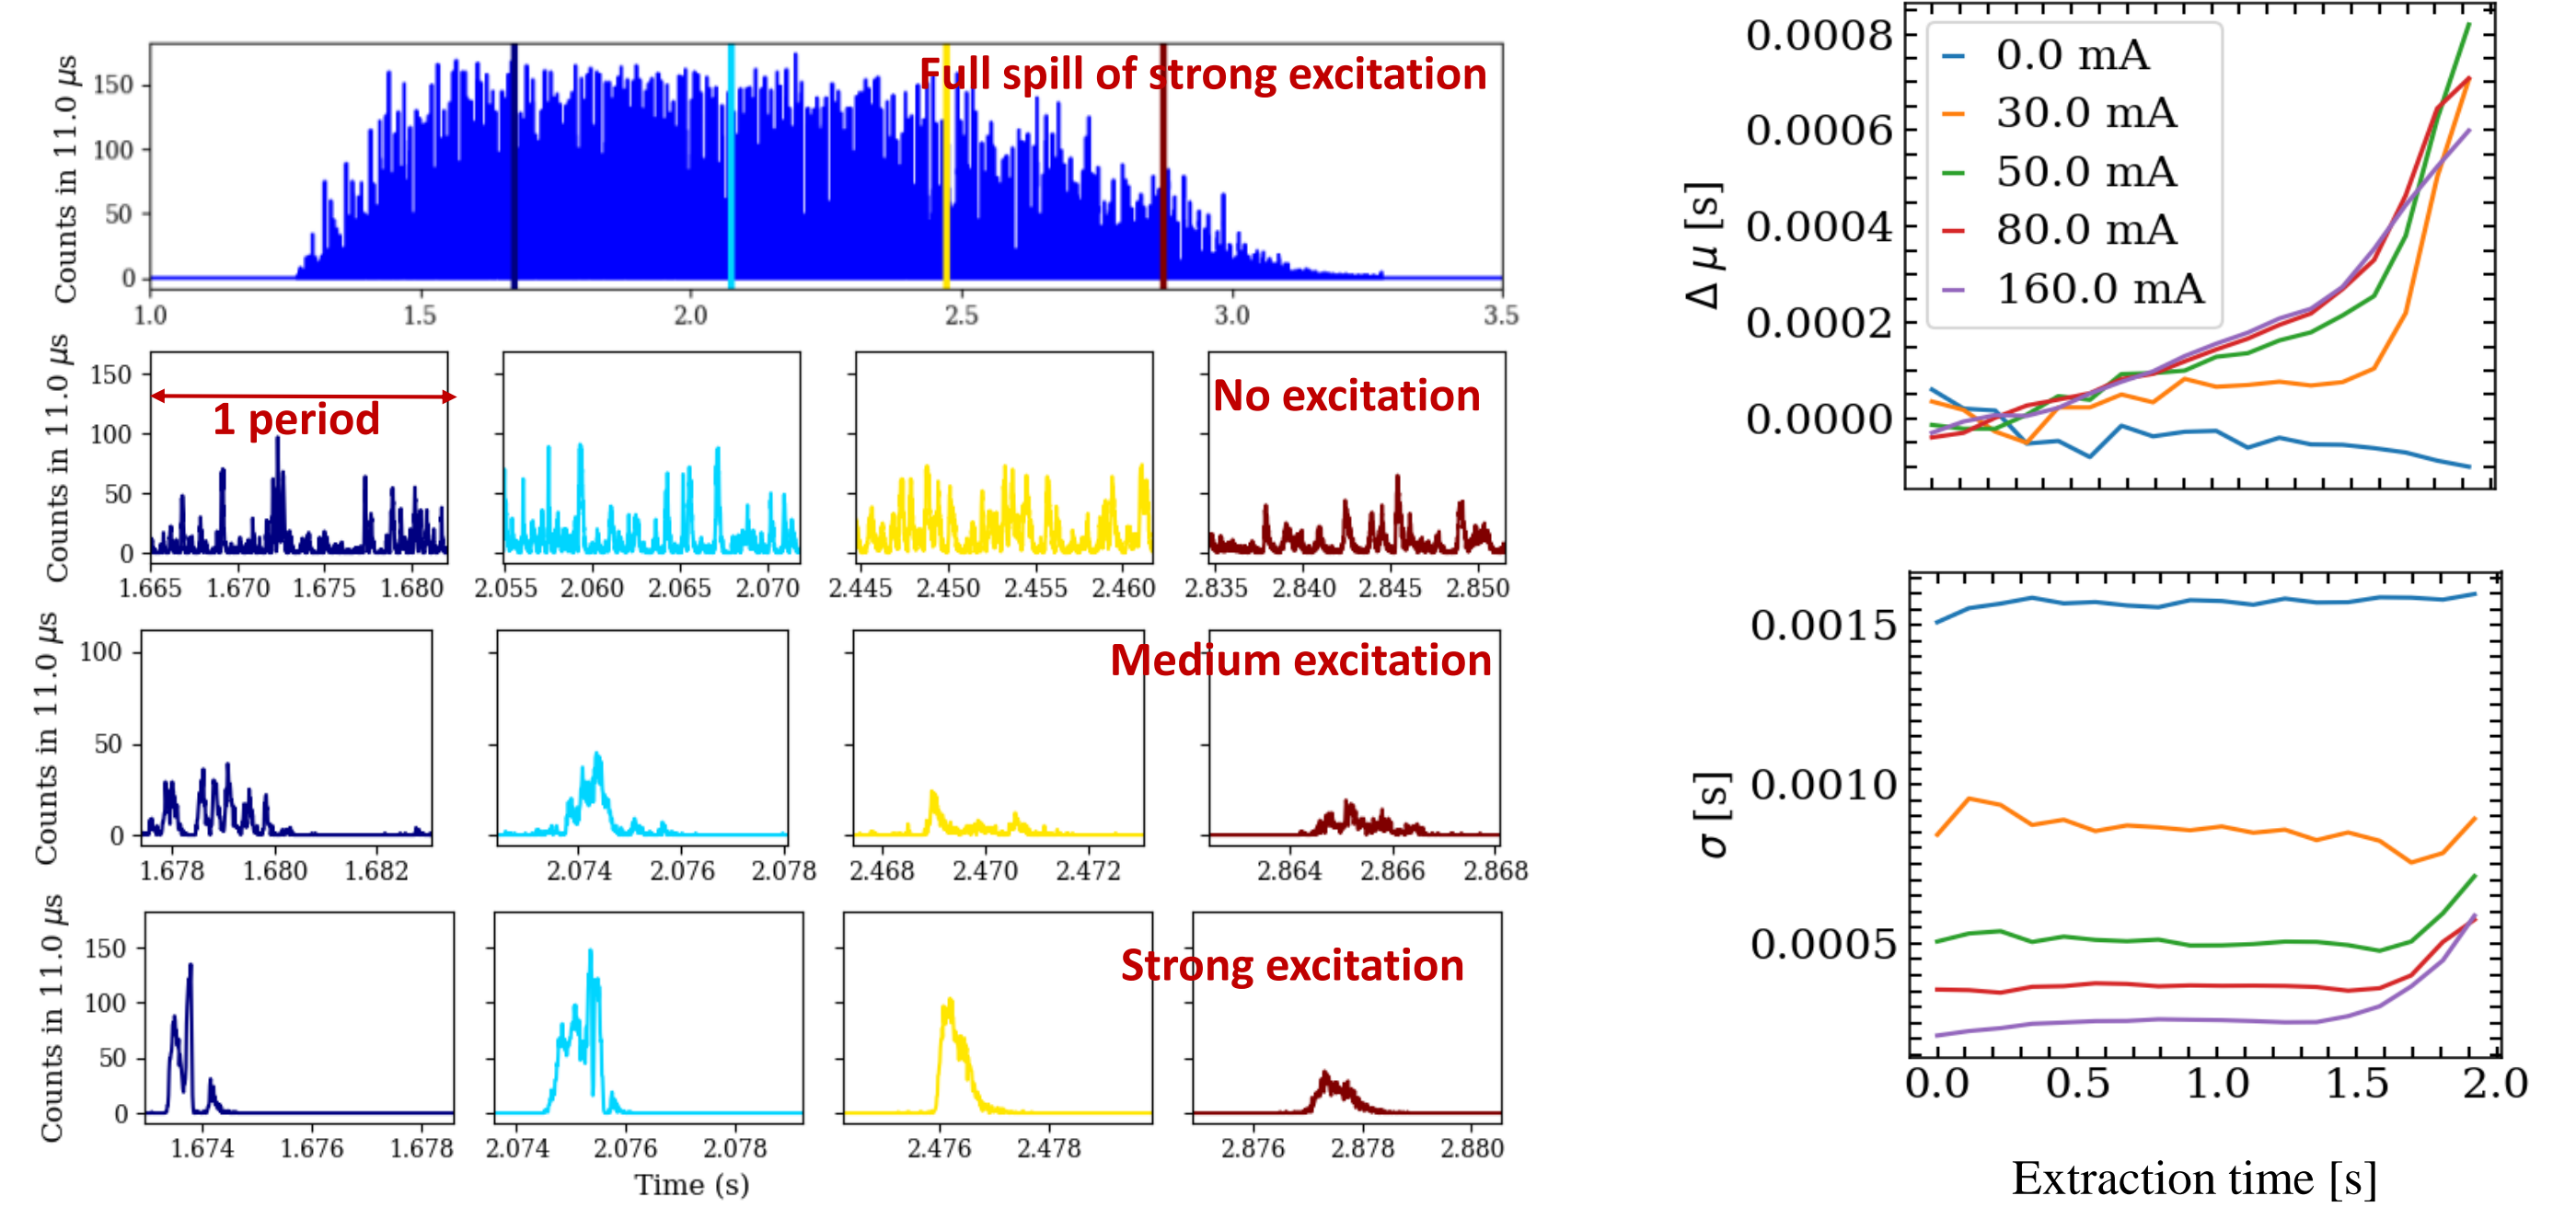 Counts in 11.0 μs
150
100
50
0
Full spill of strong excitation
1.0 1.5 2.0 2.5 3.0 3.5
Counts in 11.0 μs
150
100
50
0
1 period
No excitation
1.665 1.670 1.675 1.680
2.055 2.060 2.065 2.070
2.445 2.450 2.455 2.460
2.835 2.840 2.845 2.850
Counts in 11.0 μs
100
50
0
Medium excitation
1.678 1.680 1.682
2.074 2.076 2.078
2.468 2.470 2.472
2.864 2.866 2.868
Counts in 11.0 μs
150
100
50
0
Strong excitation
1.674 1.676 1.678
2.074 2.076 2.078
2.476 2.478
2.876 2.878 2.880
Time (s)
Δ μ [s]
0.0008
0.0006
0.0004
0.0002
0.0000
0.0 mA
30.0 mA
50.0 mA
80.0 mA
160.0 mA
σ [s]
0.0015
0.0010
0.0005
0.0 0.5 1.0 1.5 2.0
Extraction time [s]